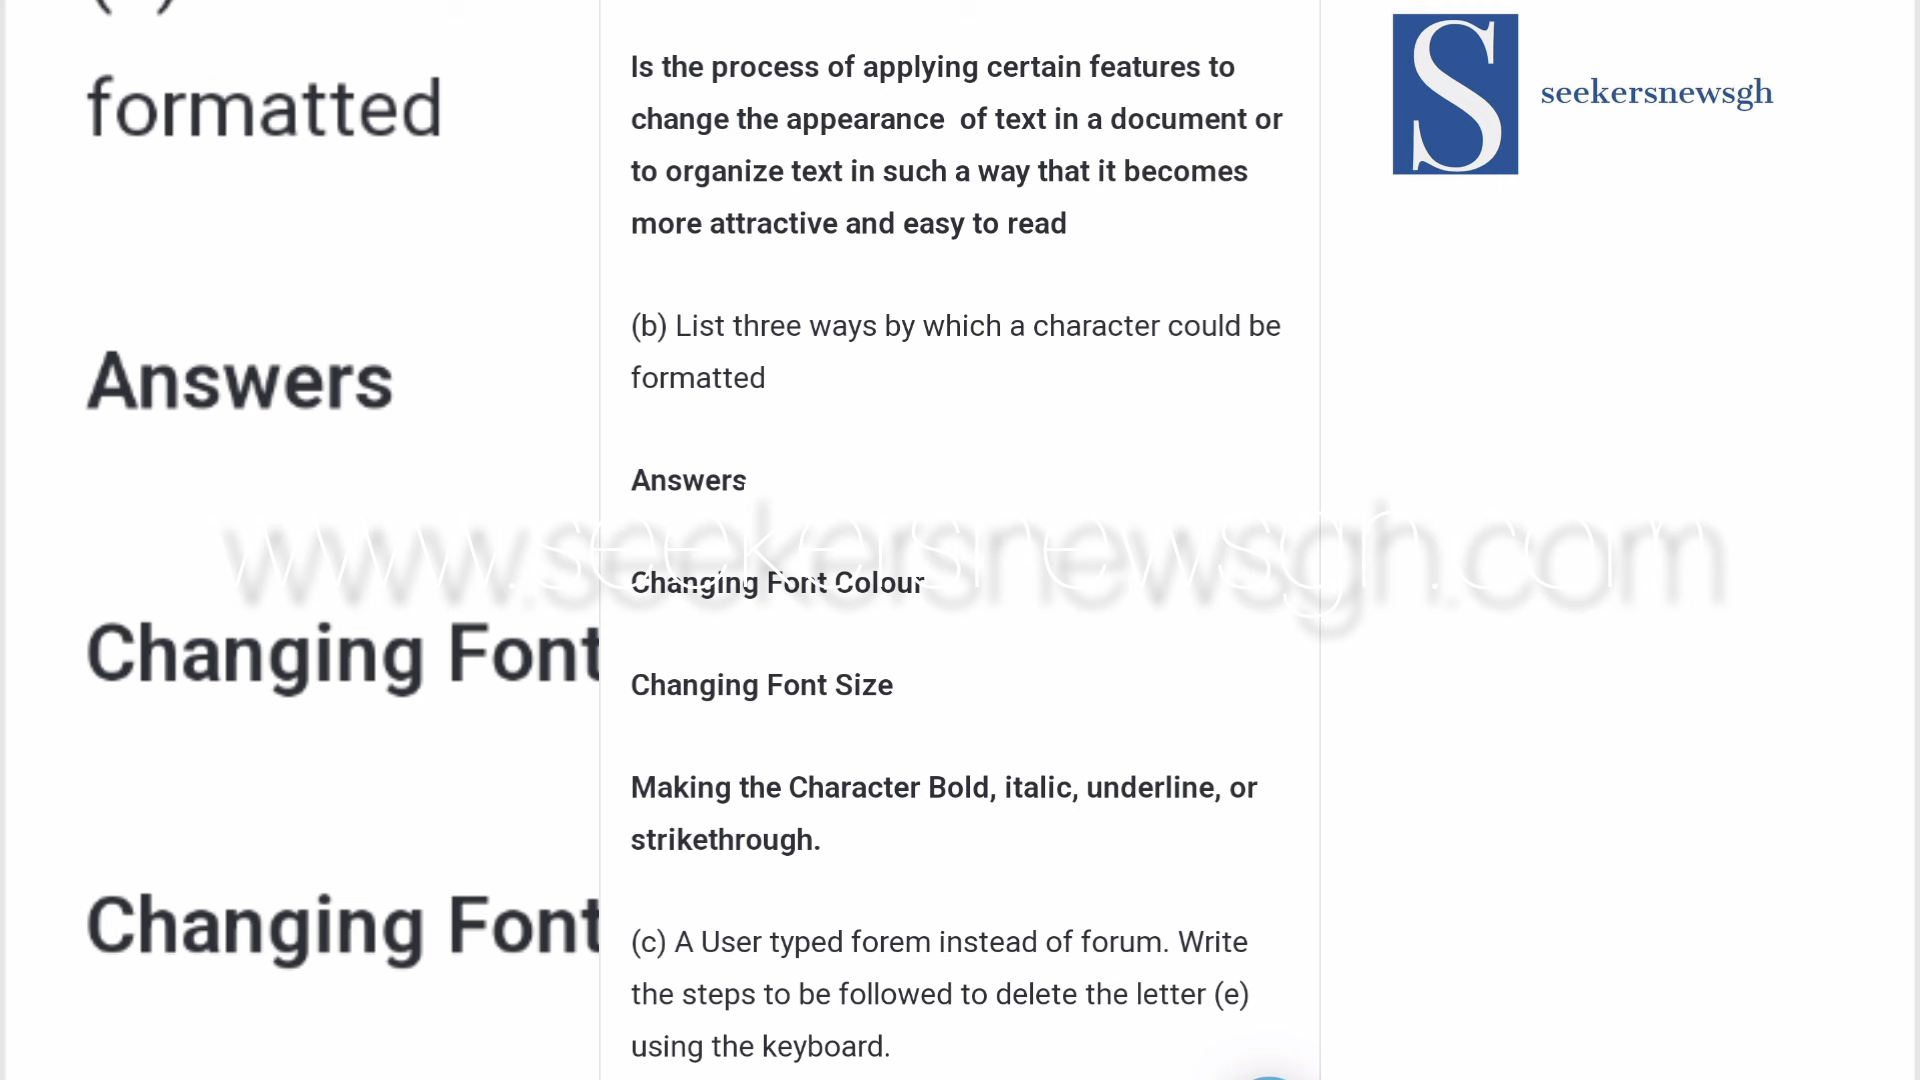 formatted
Answers
Changing Font
Changing Font
Is the process of applying certain features to
change the appearance of text in a document or
to organize text in such a way that it becomes
more attractive and easy to read
(b) List three ways by which a character could be
formatted
Answers
Changing Font Colour
Changing Font Size
Making the Character Bold, italic, underline, or
strikethrough.
(c) A User typed forem instead of forum. Write
the steps to be followed to delete the letter (e)
using the keyboard.
S
seekersnewsgh
www.seekersnewsgh.com